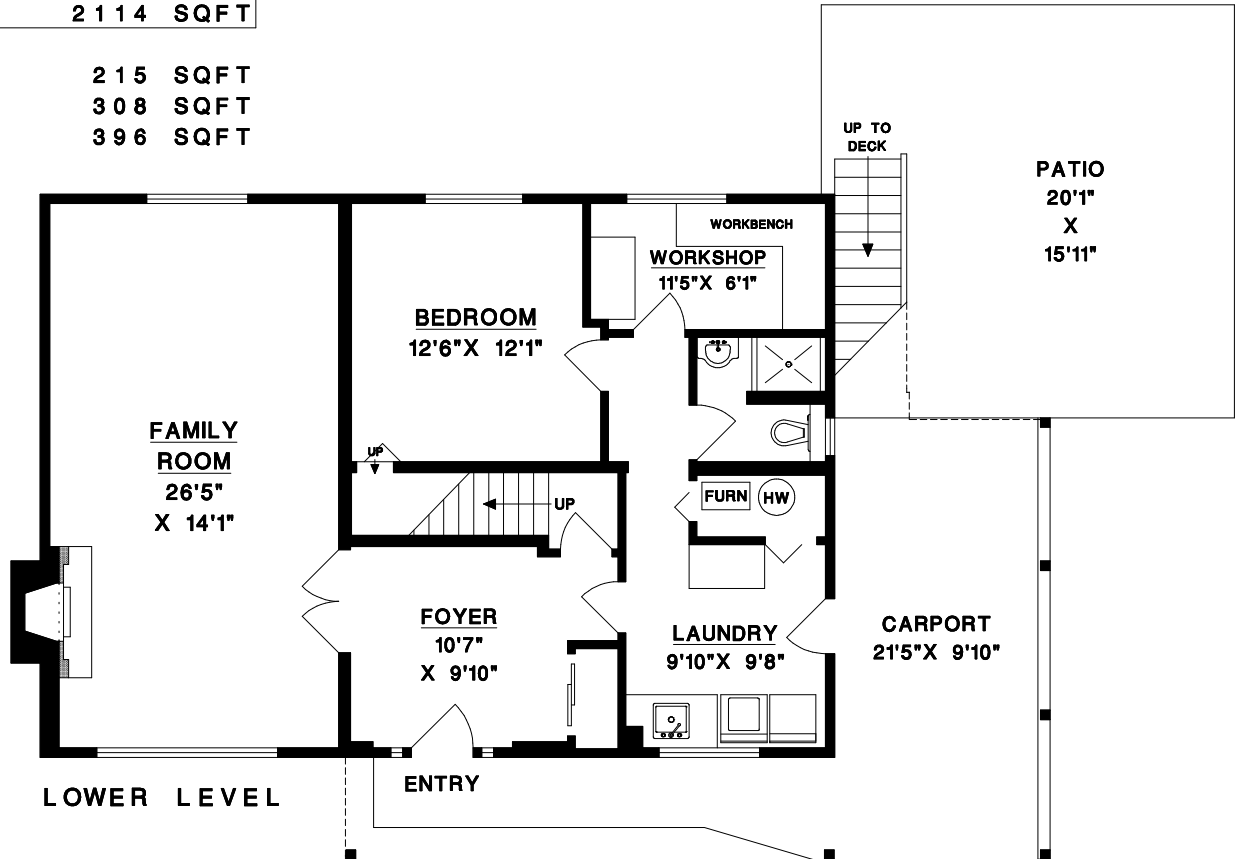 2114 SQFT
215 SQFT
308 SQFT
396 SQFT
UP TO
DECK
PATIO
20'1"
X
15'11"
WORKBENCH
WORKSHOP
11'5"X 6'1"
BEDROOM
12'6"X 12'1"
FAMILY
ROOM
26'5"
X 14'1"
UP
UP
FURN
HW
FOYER
10'7"
X 9'10"
LAUNDRY
9'10"X 9'8"
CARPORT
21'5"X 9'10"
ENTRY
LOWER LEVEL